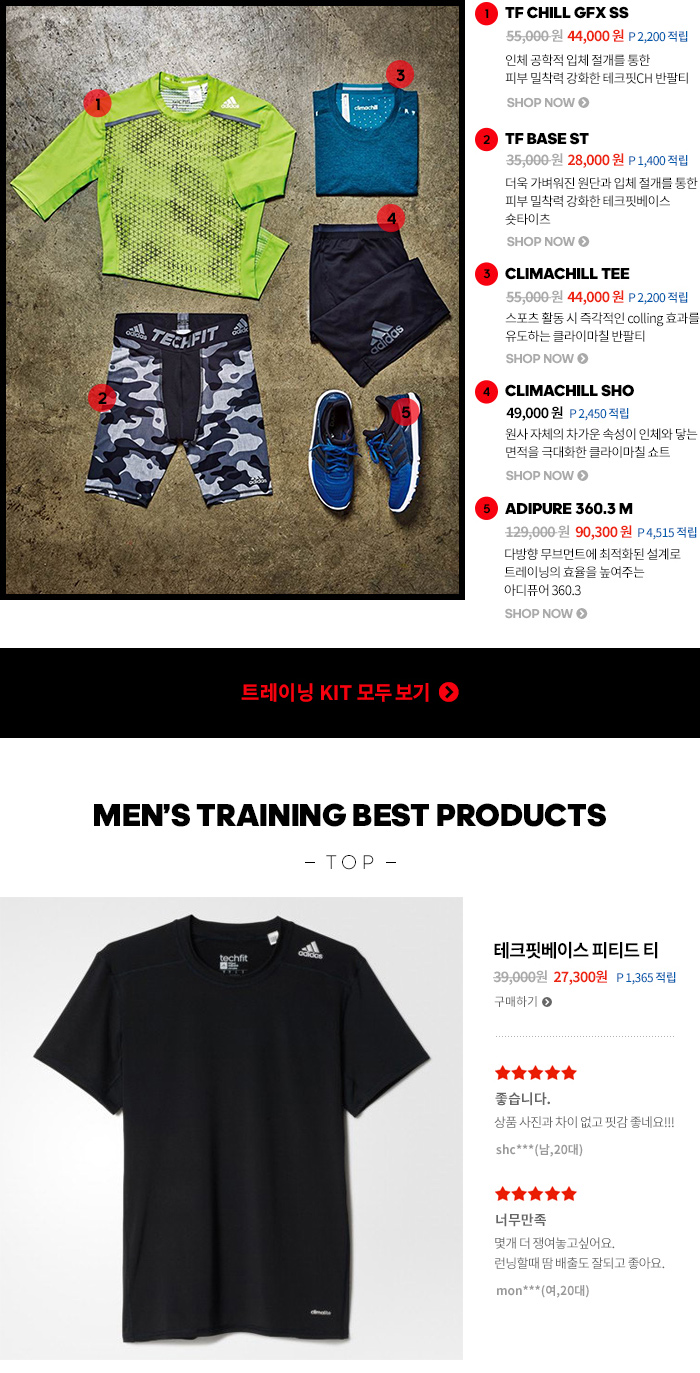 1
TF CHILL GFX SS
55,000 원 44,000 원 P 2,200 적립
인체 공학적 입체 절개를 통한
피부 밀착력 강화한 테크핏CH 반팔티
SHOP NOW
2
TF BASE ST
35,000 원 28,000 원 P 1,400 적립
더욱 가벼워진 원단과 입체 절개를 통한
피부 밀착력 강화한 테크핏베이스
숏타이츠
SHOP NOW
3
CLIMACHILL TEE
55,000 원 44,000 원 P 2,200 적립
스포츠 활동 시 즉각적인 colling 효과를
유도하는 클라이마칠 반팔티
SHOP NOW
4
CLIMACHILL SHO
49,000 원 P 2,450 적립
원사 자체의 차가운 속성이 인체와 닿는
면적을 극대화한 클라이마칠 쇼트
SHOP NOW
5
ADIPURE 360.3 M
129,000 원 90,300 원 P 4,515 적립
다방향 무브먼트에 최적화된 설계로
트레이닝의 효율을 높여주는
아디퓨어 360.3
SHOP NOW
1
adidas
3
climachill
4
adidas
adidas
TECHFIT
adidas
2
adidas
5
트레이닝 KIT 모두 보기
MEN'S TRAINING BEST PRODUCTS
– TOP –
techfit
adidas
climalite
테크핏베이스 피티드 티
39,000원 27,300원 P 1,365 적립
구매하기
좋습니다.
상품 사진과 차이 없고 핏감 좋네요!!!
shc***(남,20대)
너무만족
몇개 더 쟁여놓고싶어요.
런닝할때 땀 배출도 잘되고 좋아요.
mon***(여,20대)